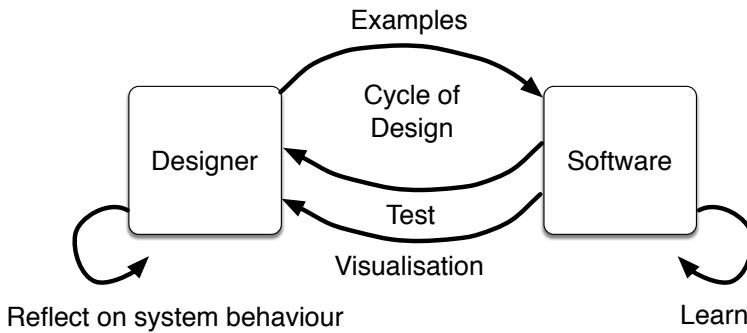 Examples
Cycle of
Design
Designer
Software
Test
Visualisation
Reflect on system behaviour
Learn